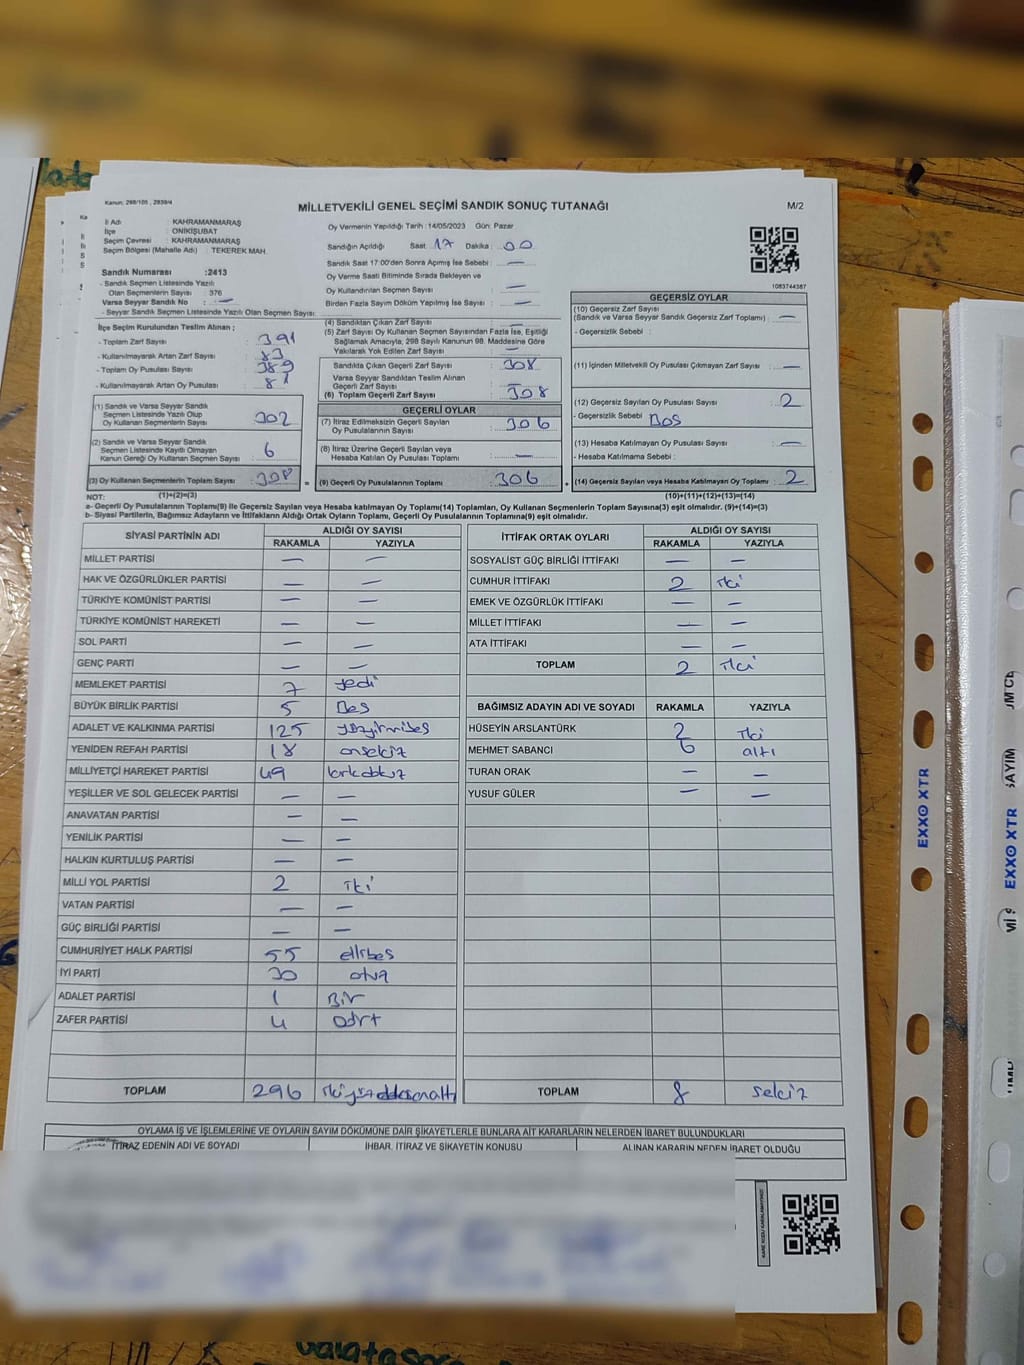 Kanun: 298/105 , 2839/4
MİLLETVEKİLİ GENEL SEÇİMİ SANDIK SONUÇ TUTANAĞI
M/2
İl Adı : KAHRAMANMARAŞ
İlçe : ONİKİŞUBAT
Seçim Çevresi : KAHRAMANMARAŞ
Seçim Bölgesi (Mahalle Adı) : TEKEREK MAH.
Sandık Numarası :2413
- Sandık Seçmen Listesinde Yazılı
Olan Seçmenlerin Sayısı : 376
Varsa Seyyar Sandık No : —
- Seyyar Sandık Seçmen Listesinde Yazılı Olan Seçmen Sayısı :
Oy Vermenin Yapıldığı Tarih :14/05/2023 Gün: Pazar
Sandığın Açıldığı Saat :17 Dakika : 00
Sandık Saat 17:00'den Sonra Açılmış İse Sebebi : —
Oy Verme Saati Bitiminde Sırada Bekleyen ve
Oy Kullandırılan Seçmen Sayısı : —
Birden Fazla Sayım Döküm Yapılmış İse Sayısı : —
1083744387
İlçe Seçim Kurulundan Teslim Alınan ;
- Toplam Zarf Sayısı : 391
- Kullanılmayarak Artan Zarf Sayısı : 83
- Toplam Oy Pusulası Sayısı : 389
- Kullanılmayarak Artan Oy Pusulası : 81
(1) Sandık ve Varsa Seyyar Sandık
Seçmen Listesinde Yazılı Olup
Oy Kullanan Seçmenlerin Sayısı : 302
(2) Sandık ve Varsa Seyyar Sandık
Seçmen Listesinde Kayıtlı Olmayan
Kanun Gereği Oy Kullanan Seçmen Sayısı : 6
(3) Oy Kullanan Seçmenlerin Toplam Sayısı : 308
(4) Sandıktan Çıkan Zarf Sayısı : —
(5) Zarf Sayısı Oy Kullanan Seçmen Sayısından Fazla İse, Eşitliği
Sağlamak Amacıyla, 298 Sayılı Kanunun 98. Maddesine Göre
Yakılarak Yok Edilen Zarf Sayısı : —
Sandıkta Çıkan Geçerli Zarf Sayısı : 308
Varsa Seyyar Sandıktan Teslim Alınan
Geçerli Zarf Sayısı :
(6) Toplam Geçerli Zarf Sayısı : 308
GEÇERLİ OYLAR
(7) İtiraz Edilmeksizin Geçerli Sayılan
Oy Pusulalarının Sayısı : 306
(8) İtiraz Üzerine Geçerli Sayılan veya
Hesaba Katılan Oy Pusulası Toplamı : —
(9) Geçerli Oy Pusulalarının Toplamı : 306
GEÇERSİZ OYLAR
(10) Geçersiz Zarf Sayısı
(Sandık ve Varsa Seyyar Sandık Geçersiz Zarf Toplamı) : —
- Geçersizlik Sebebi :
(11) İçinden Milletvekili Oy Pusulası Çıkmayan Zarf Sayısı : —
(12) Geçersiz Sayılan Oy Pusulası Sayısı : 2
- Geçersizlik Sebebi : Bos
(13) Hesaba Katılmayan Oy Pusulası Sayısı : —
- Hesaba Katılmama Sebebi :
(14) Geçersiz Sayılan veya Hesaba Katılmayan Oy Toplamı : 2
NOT: (1)+(2)=(3) (10)+(11)+(12)+(13)=(14)
a- Geçerli Oy Pusulalarının Toplamı(9) ile Geçersiz Sayılan veya Hesaba katılmayan Oy Toplamı(14) Toplamları, Oy Kullanan Seçmenlerin Toplam Sayısına(3) eşit olmalıdır. (9)+(14)=(3)
b- Siyasi Partilerin, Bağımsız Adayların ve İttifakların Aldığı Ortak Oyların Toplamı, Geçerli Oy Pusulalarının Toplamına(9) eşit olmalıdır.
SİYASİ PARTİNİN ADI ALDIĞI OY SAYISI
RAKAMLA YAZIYLA
MİLLET PARTİSİ — —
HAK VE ÖZGÜRLÜKLER PARTİSİ — —
TÜRKİYE KOMÜNİST PARTİSİ — —
TÜRKİYE KOMÜNİST HAREKETİ — —
SOL PARTİ — —
GENÇ PARTİ — —
MEMLEKET PARTİSİ 7 yedi
BÜYÜK BİRLİK PARTİSİ 5 Bes
ADALET VE KALKINMA PARTİSİ 125 yüzyirmibes
YENİDEN REFAH PARTİSİ 18 onsekiz
MİLLİYETÇİ HAREKET PARTİSİ 49 kırkdokuz
YEŞİLLER VE SOL GELECEK PARTİSİ — —
ANAVATAN PARTİSİ — —
YENİLİK PARTİSİ — —
HALKIN KURTULUŞ PARTİSİ — —
MİLLİ YOL PARTİSİ 2 iki
VATAN PARTİSİ — —
GÜÇ BİRLİĞİ PARTİSİ — —
CUMHURİYET HALK PARTİSİ 55 ellibes
İYİ PARTİ 30 otuz
ADALET PARTİSİ 1 Bir
ZAFER PARTİSİ 4 dört
TOPLAM 296 ikiyüzdoksanaltı
İTTİFAK ORTAK OYLARI ALDIĞI OY SAYISI
RAKAMLA YAZIYLA
SOSYALİST GÜÇ BİRLİĞİ İTTİFAKI — —
CUMHUR İTTİFAKI 2 iki
EMEK VE ÖZGÜRLÜK İTTİFAKI — —
MİLLET İTTİFAKI — —
ATA İTTİFAKI — —
TOPLAM 2 iki
BAĞIMSIZ ADAYIN ADI VE SOYADI RAKAMLA YAZIYLA
HÜSEYİN ARSLANTÜRK 2 iki
MEHMET SABANCI 6 altı
TURAN ORAK — —
YUSUF GÜLER — —
TOPLAM 8 sekiz
OYLAMA İŞ VE İŞLEMLERİNE VE OYLARIN SAYIM DÖKÜMÜNE DAİR ŞİKAYETLERLE BUNLARA AİT KARARLARIN NELERDEN İBARET BULUNDUKLARI
İTİRAZ EDENİN ADI VE SOYADI
İHBAR, İTİRAZ VE ŞİKAYETİN KONUSU
ALINAN KARARIN NEDEN İBARET OLDUĞU
KARE KODU KARALAMAYINIZ
EXXO XTR
EXXO XTR